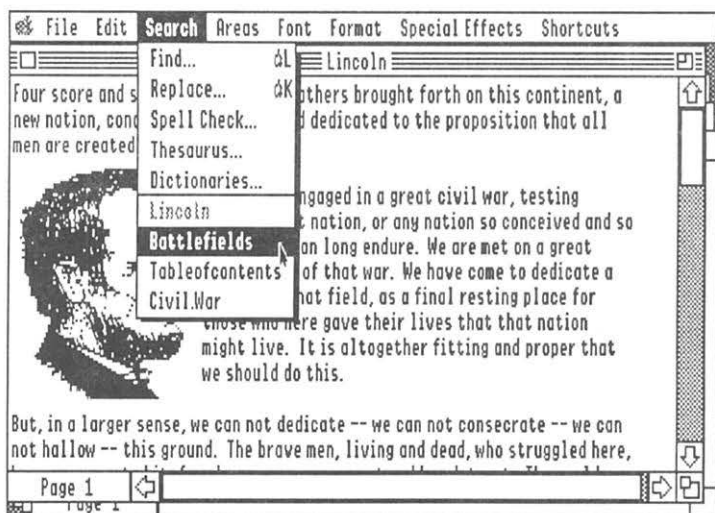 File Edit Search Areas Font Format Special Effects Shortcuts
Lincoln
Find... L
Replace... K
Spell Check...
Thesaurus...
Dictionaries...
Lincoln
Battlefields
Tableofcontents
Civil.War
Four score and s others brought forth on this continent, a
new nation, conc d dedicated to the proposition that all
men are created
ngaged in a great civil war, testing
t nation, or any nation so conceived and so
an long endure. We are met on a great
of that war. We have come to dedicate a
hat field, as a final resting place for
those who here gave their lives that that nation
might live. It is altogether fitting and proper that
we should do this.
But, in a larger sense, we can not dedicate -- we can not consecrate -- we can
not hallow -- this ground. The brave men, living and dead, who struggled here,
Page 1
Page 1